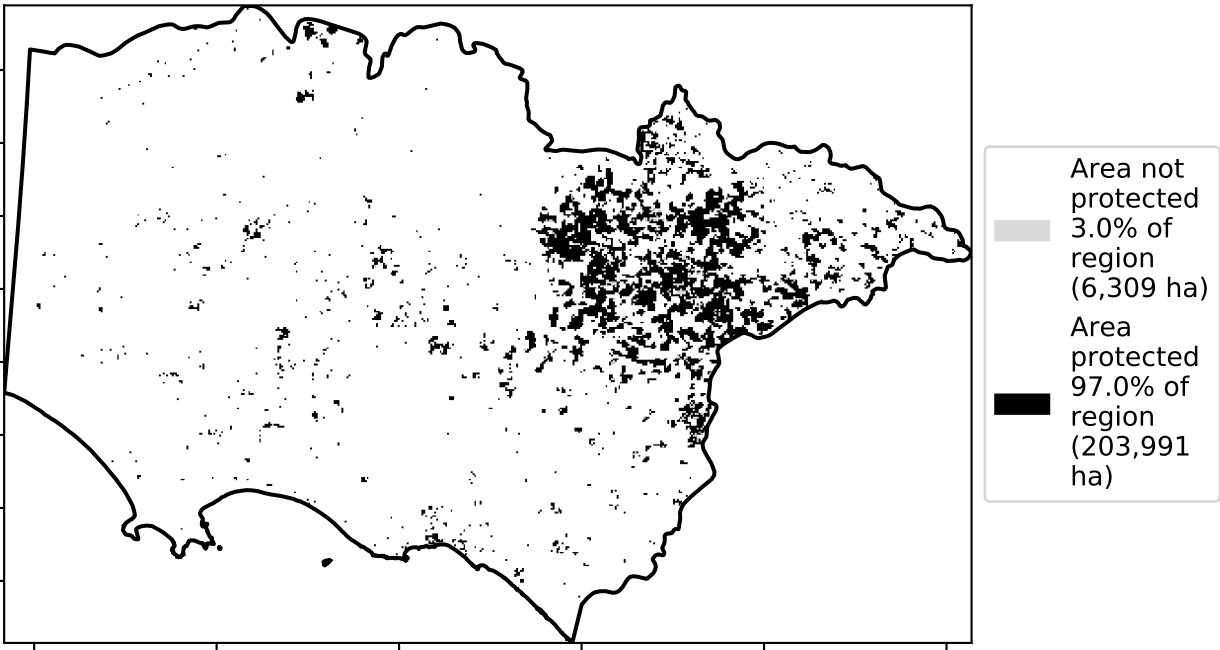 Area not
protected
3.0% of
region
(6,309 ha)
Area
protected
97.0% of
region
(203,991
ha)